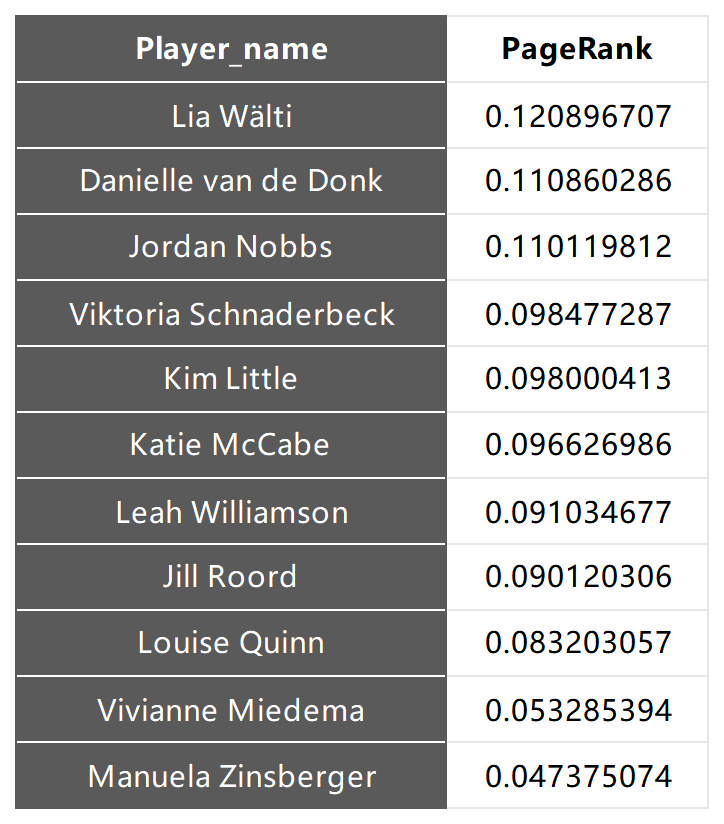 Player_name PageRank
Lia Wälti 0.120896707
Danielle van de Donk 0.110860286
Jordan Nobbs 0.110119812
Viktoria Schnaderbeck 0.098477287
Kim Little 0.098000413
Katie McCabe 0.096626986
Leah Williamson 0.091034677
Jill Roord 0.090120306
Louise Quinn 0.083203057
Vivianne Miedema 0.053285394
Manuela Zinsberger 0.047375074